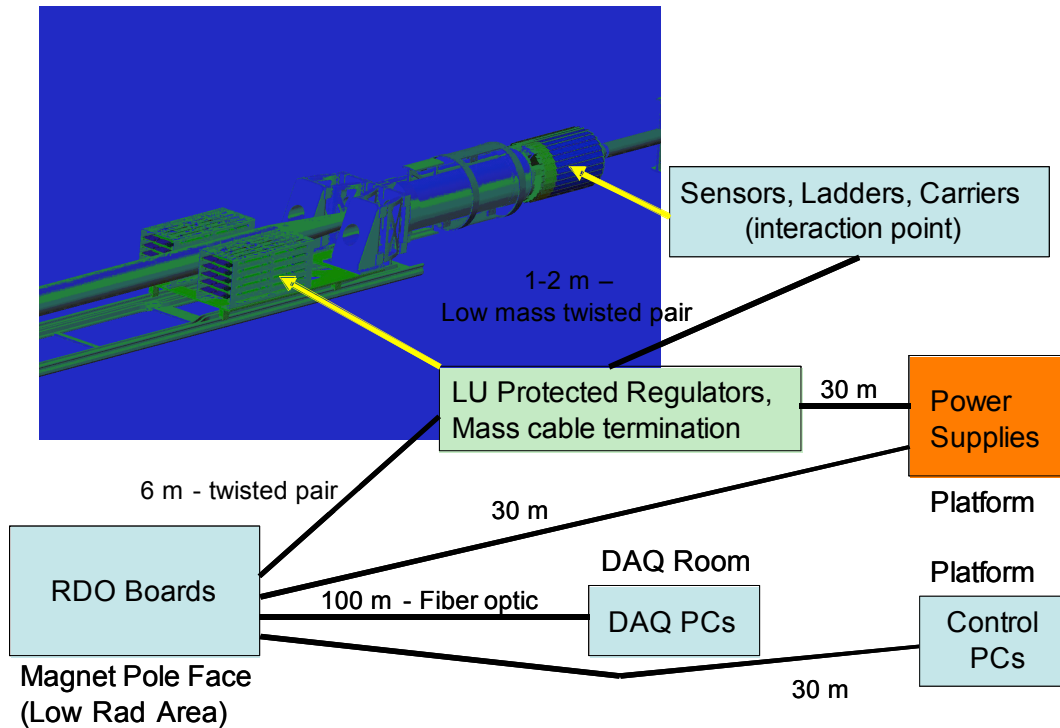 Sensors, Ladders, Carriers
(interaction point)
1-2 m –
Low mass twisted pair
LU Protected Regulators,
Mass cable termination
30 m
Power
Supplies
Platform
6 m - twisted pair
30 m
RDO Boards
Magnet Pole Face
(Low Rad Area)
100 m - Fiber optic
DAQ Room
DAQ PCs
Platform
Control
PCs
30 m